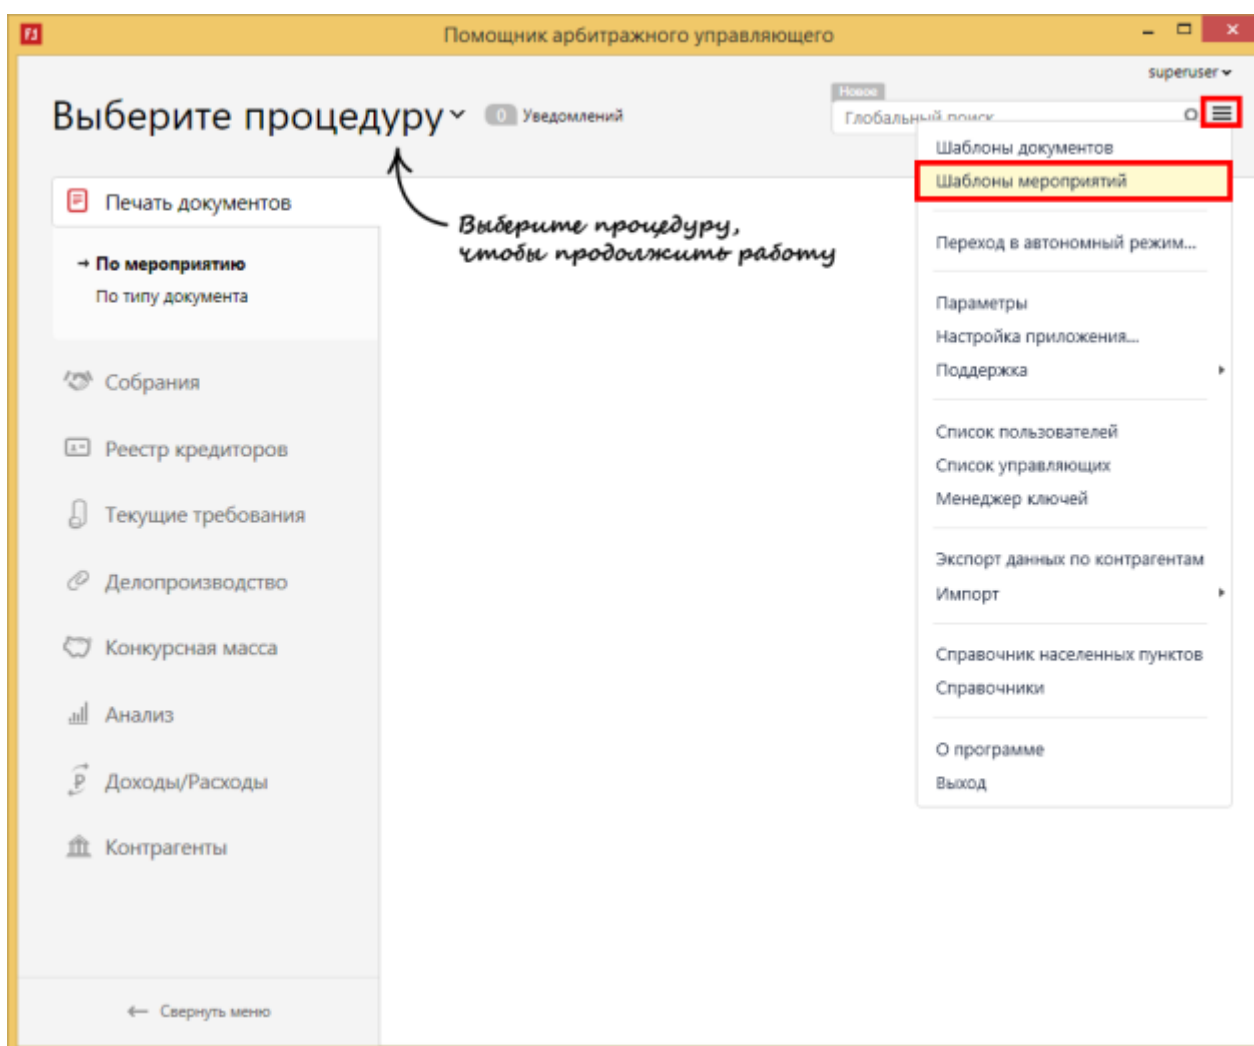 Помощник арбитражного управляющего
superuser
Выберите процедуру
0 Уведомлений
Новое
Глобальный поиск
Шаблоны документов
Шаблоны мероприятий
Переход в автономный режим...
Параметры
Настройка приложения...
Поддержка
Список пользователей
Список управляющих
Менеджер ключей
Экспорт данных по контрагентам
Импорт
Справочник населенных пунктов
Справочники
О программе
Выход
Печать документов
→ По мероприятию
По типу документа
Выберите процедуру,
чтобы продолжить работу
Собрания
Реестр кредиторов
Текущие требования
Делопроизводство
Конкурсная масса
Анализ
Доходы/Расходы
Контрагенты
← Свернуть меню